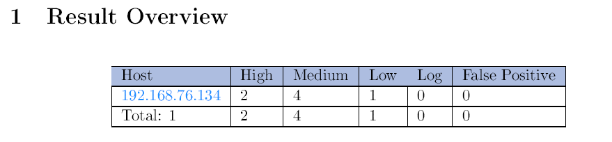 1 Result Overview
Host High Medium Low Log False Positive
192.168.76.134 2 4 1 0 0
Total: 1 2 4 1 0 0